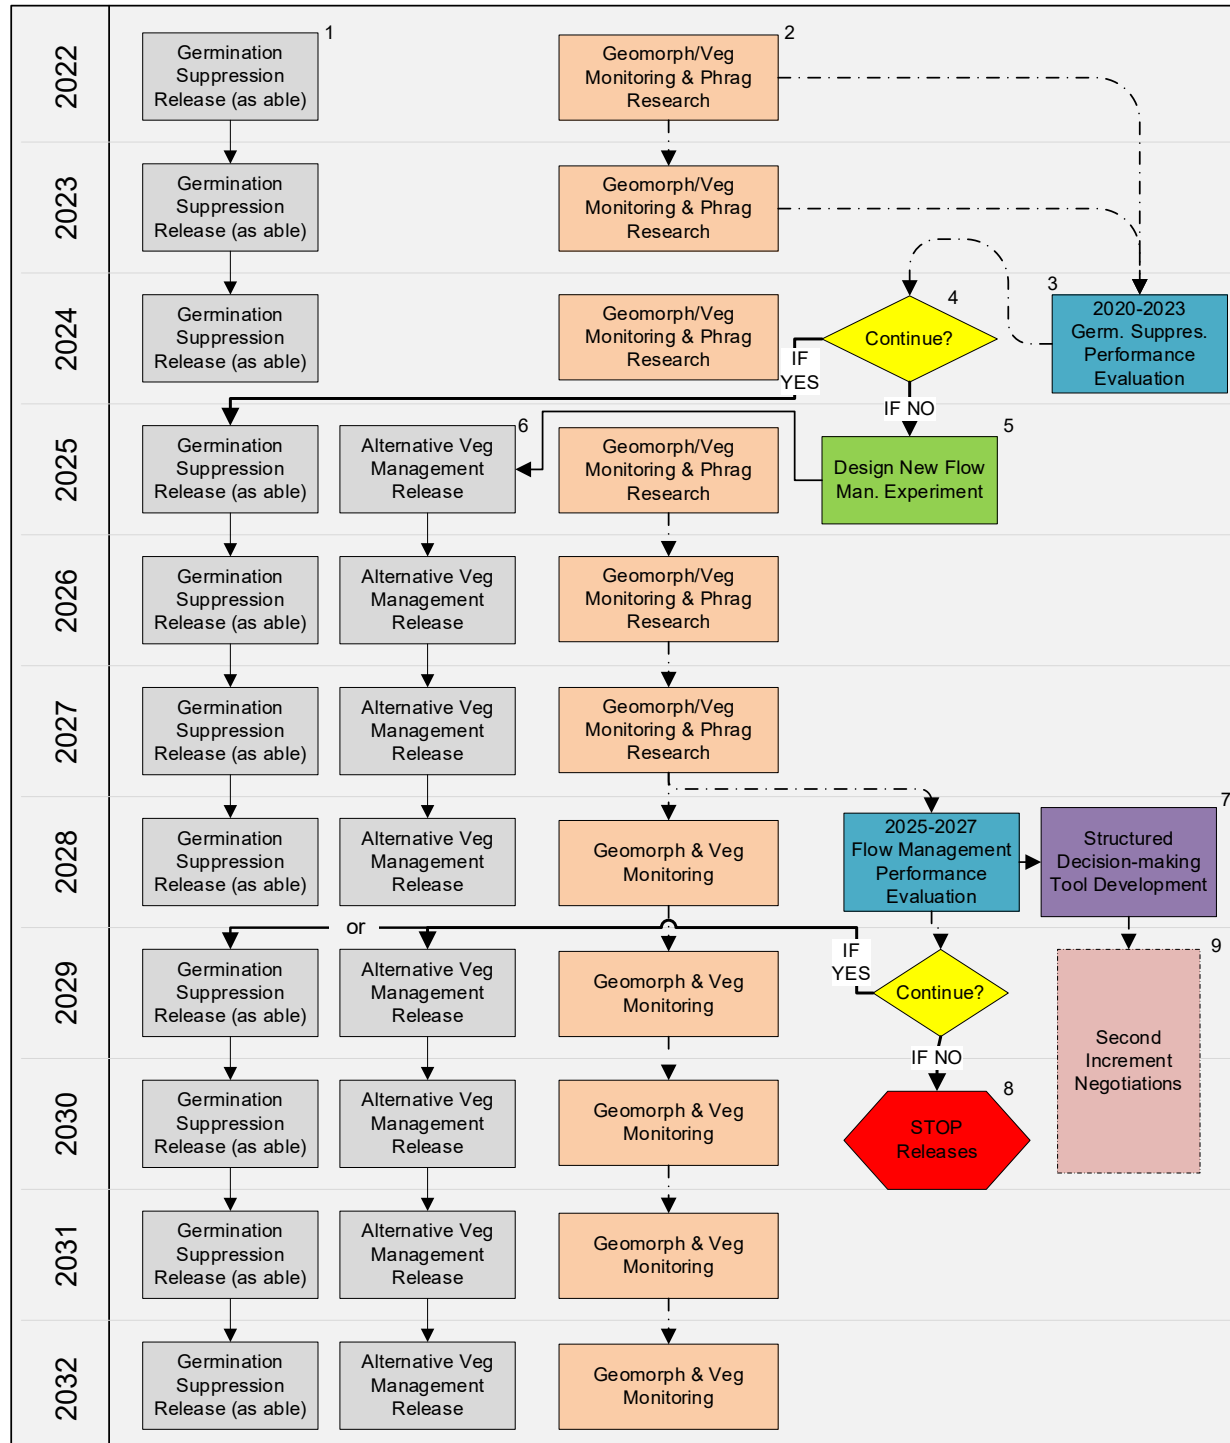 2022
Germination
Suppression
Release (as able)
1
Geomorph/Veg
Monitoring & Phrag
Research
2
2023
Germination
Suppression
Release (as able)
Geomorph/Veg
Monitoring & Phrag
Research
2024
Germination
Suppression
Release (as able)
Geomorph/Veg
Monitoring & Phrag
Research
4
Continue?
IF
YES
IF NO
3
2020-2023
Germ. Suppres.
Performance
Evaluation
2025
Germination
Suppression
Release (as able)
6
Alternative Veg
Management
Release
Geomorph/Veg
Monitoring & Phrag
Research
5
Design New Flow
Man. Experiment
2026
Germination
Suppression
Release (as able)
Alternative Veg
Management
Release
Geomorph/Veg
Monitoring & Phrag
Research
2027
Germination
Suppression
Release (as able)
Alternative Veg
Management
Release
Geomorph/Veg
Monitoring & Phrag
Research
2028
Germination
Suppression
Release (as able)
Alternative Veg
Management
Release
Geomorph & Veg
Monitoring
2025-2027
Flow Management
Performance
Evaluation
7
Structured
Decision-making
Tool Development
or
2029
Germination
Suppression
Release (as able)
Alternative Veg
Management
Release
Geomorph & Veg
Monitoring
IF
YES
Continue?
IF NO
9
Second
Increment
Negotiations
2030
Germination
Suppression
Release (as able)
Alternative Veg
Management
Release
Geomorph & Veg
Monitoring
8
STOP
Releases
2031
Germination
Suppression
Release (as able)
Alternative Veg
Management
Release
Geomorph & Veg
Monitoring
2032
Germination
Suppression
Release (as able)
Alternative Veg
Management
Release
Geomorph & Veg
Monitoring